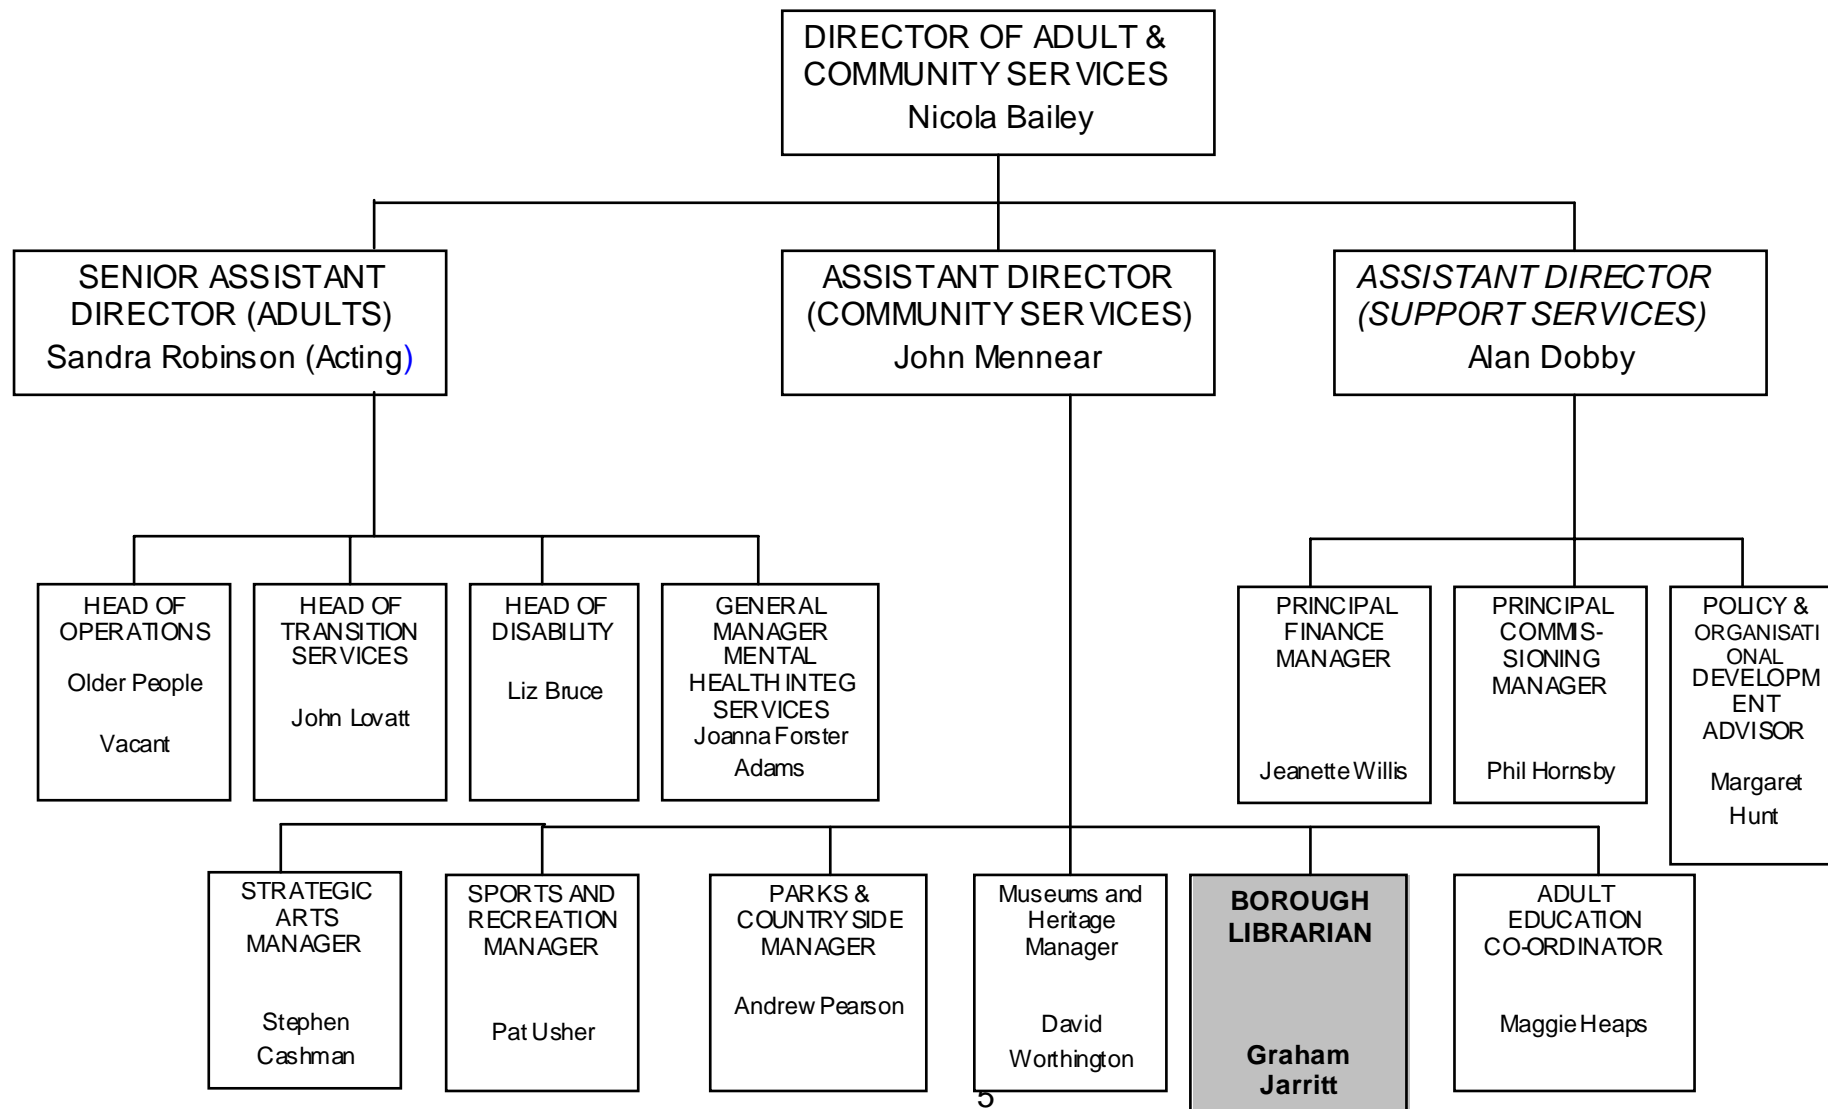 DIRECTOR OF ADULT &
COMMUNITY SERVICES
Nicola Bailey
SENIOR ASSISTANT
DIRECTOR (ADULTS)
Sandra Robinson (Acting)
ASSISTANT DIRECTOR
(COMMUNITY SERVICES)
John Mennear
ASSISTANT DIRECTOR
(SUPPORT SERVICES)
Alan Dobby
HEAD OF
OPERATIONS
Older People
Vacant
HEAD OF
TRANSITION
SERVICES
John Lovatt
HEAD OF
DISABILITY
Liz Bruce
GENERAL
MANAGER
MENTAL
HEALTH INTEG
SERVICES
Joanna Forster
Adams
PRINCIPAL
FINANCE
MANAGER
Jeanette Willis
PRINCIPAL
COMMIS-
SIONING
MANAGER
Phil Hornsby
POLICY &
ORGANISATI
ONAL
DEVELOPM
ENT
ADVISOR
Margaret
Hunt
STRATEGIC
ARTS
MANAGER
Stephen
Cashman
SPORTS AND
RECREATION
MANAGER
Pat Usher
PARKS &
COUNTRYSIDE
MANAGER
Andrew Pearson
Museums and
Heritage
Manager
David
Worthington
BOROUGH
LIBRARIAN
Graham
Jarritt
ADULT
EDUCATION
CO-ORDINATOR
Maggie Heaps
5